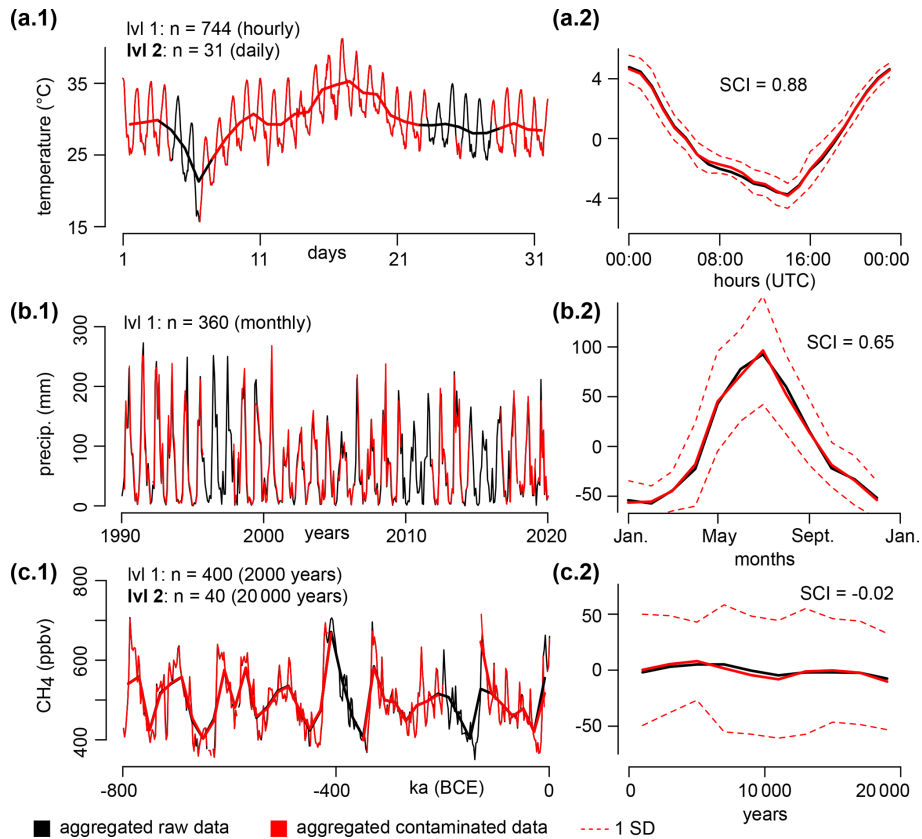 (a.1)
lvl 1: n = 744 (hourly)
lvl 2: n = 31 (daily)
temperature (°C)
35
25
15
1
11
21
31
days
(a.2)
SCI = 0.88
4
0
-4
00:00
08:00
16:00
00:00
hours (UTC)
(b.1)
lvl 1: n = 360 (monthly)
precip. (mm)
300
200
100
0
1990
2000
2010
2020
years
(b.2)
SCI = 0.65
100
50
0
-50
Jan.
May
Sept.
Jan.
months
(c.1)
lvl 1: n = 400 (2000 years)
lvl 2: n = 40 (20 000 years)
CH4 (ppbv)
800
600
400
-800
-400
0
ka (BCE)
(c.2)
SCI = -0.02
50
0
-50
0
10 000
20 000
years
aggregated raw data
aggregated contaminated data
1 SD